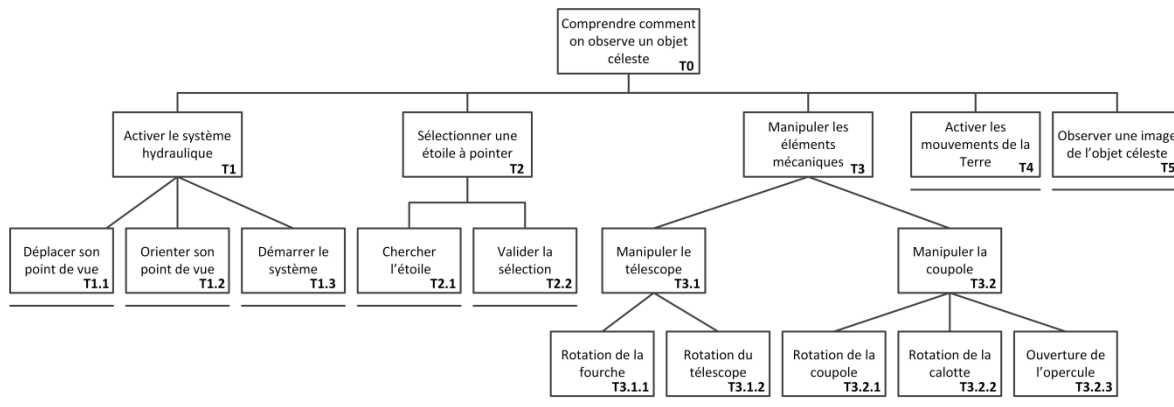 Comprendre comment
on observe un objet
céleste
T0
Activer le système
hydraulique
T1
Sélectionner une
étoile à pointer
T2
Manipuler les
éléments
mécaniques
T3
Activer les
mouvements de la
Terre
T4
Observer une image
de l'objet céleste
T5
Déplacer son
point de vue
T1.1
Orienter son
point de vue
T1.2
Démarrer le
système
T1.3
Chercher
l'étoile
T2.1
Valider la
sélection
T2.2
Manipuler le
télescope
T3.1
Manipuler la
coupole
T3.2
Rotation de la
fourche
T3.1.1
Rotation du
télescope
T3.1.2
Rotation de la
coupole
T3.2.1
Rotation de la
calotte
T3.2.2
Ouverture de
l'opercule
T3.2.3